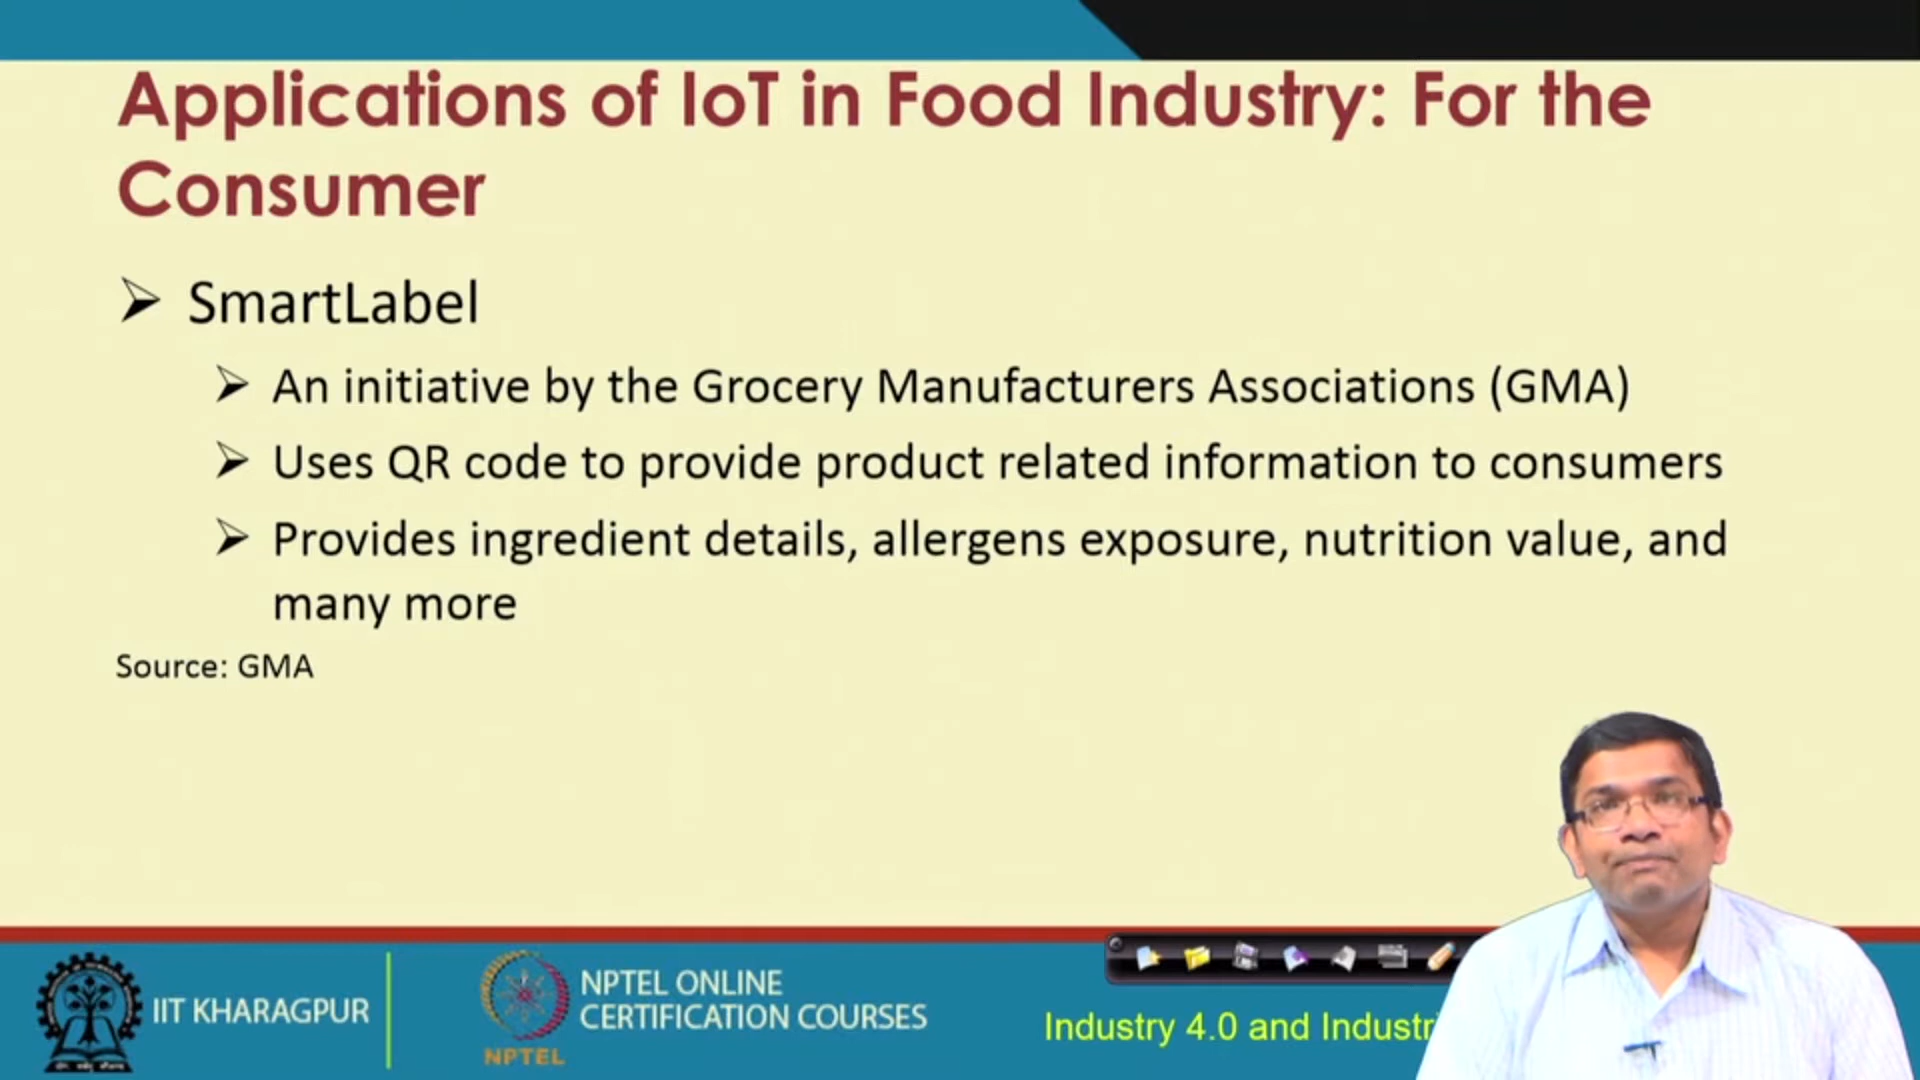 Applications of IoT in Food Industry: For the
Consumer
SmartLabel
An initiative by the Grocery Manufacturers Associations (GMA)
Uses QR code to provide product related information to consumers
Provides ingredient details, allergens exposure, nutrition value, and
many more
Source: GMA
IIT KHARAGPUR
NPTEL
NPTEL ONLINE
CERTIFICATION COURSES
Industry 4.0 and Industri